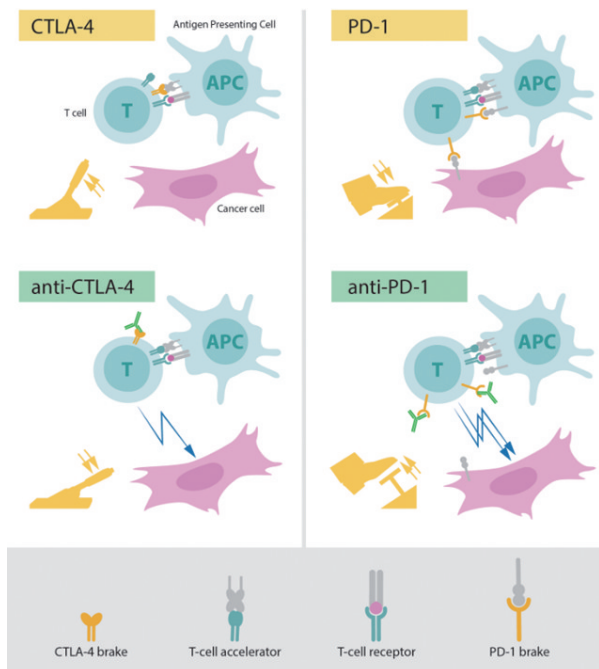 CTLA-4
Antigen Presenting Cell
APC
T
T cell
Cancer cell
PD-1
APC
T
anti-CTLA-4
APC
T
anti-PD-1
APC
T
CTLA-4 brake
T-cell accelerator
T-cell receptor
PD-1 brake